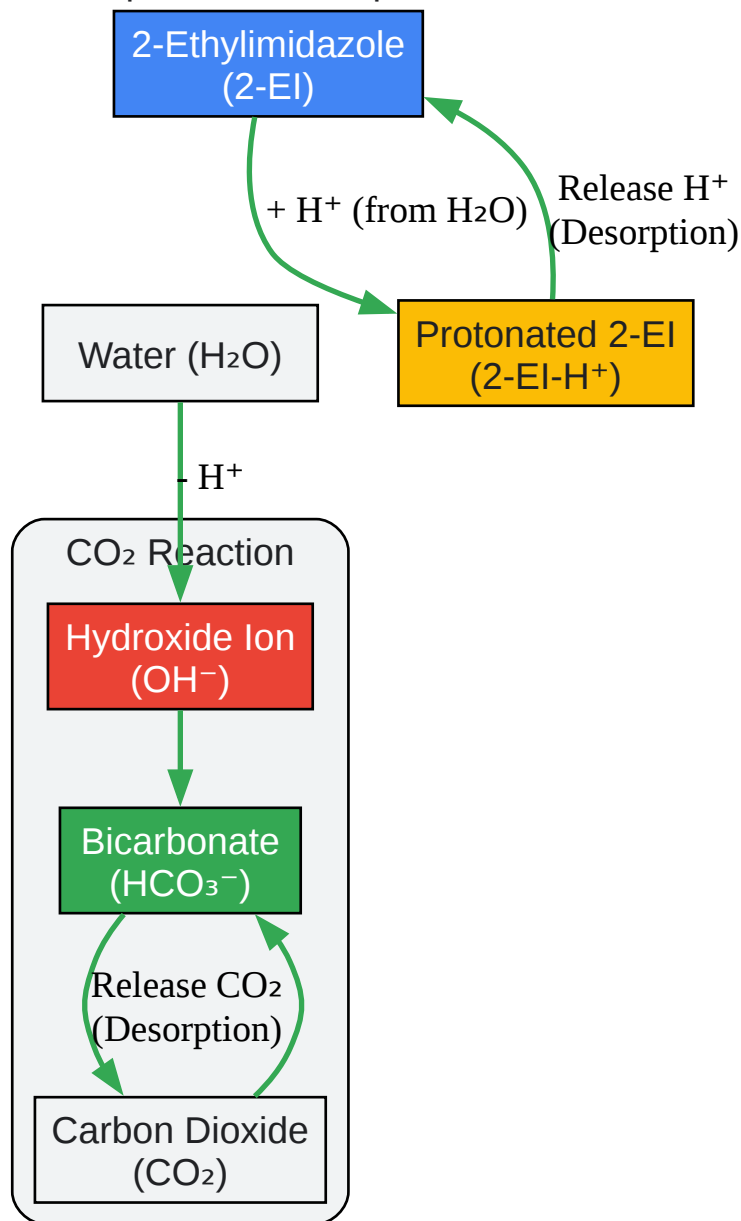 2-Ethylimidazole
(2-EI)
+ H⁺ (from H₂O)
Release H⁺
(Desorption)
Water (H₂O)
Protonated 2-EI
(2-EI-H⁺)
- H⁺
CO₂ Reaction
Hydroxide Ion
(OH⁻)
Bicarbonate
(HCO₃⁻)
Release CO₂
(Desorption)
Carbon Dioxide
(CO₂)